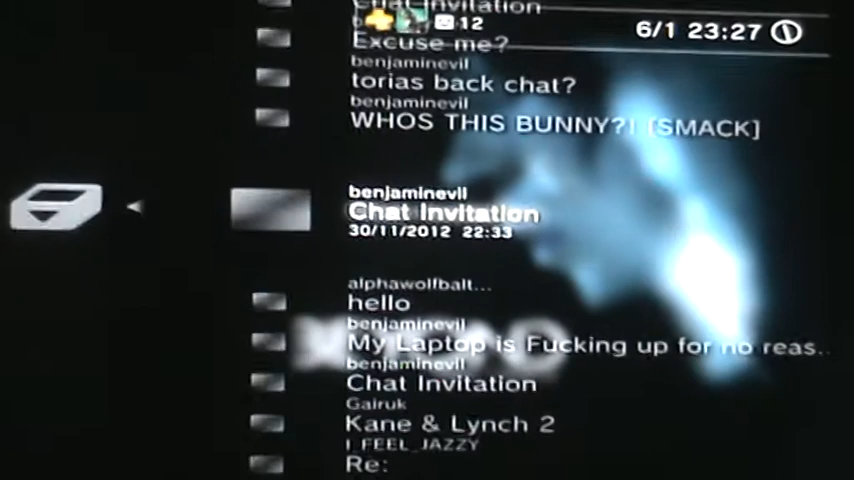 Chat Invitation
12
6/1 23:27
Excuse me?
benjaminevil
torias back chat?
benjaminevil
WHOS THIS BUNNY?! [SMACK]
benjaminevil
Chat Invitation
30/11/2012 22:33
alphawolfbalt...
hello
benjaminevil
My Laptop is Fucking up for no reas..
benjaminevil
Chat Invitation
Gairuk
Kane & Lynch 2
I_FEEL_JAZZY
Re: